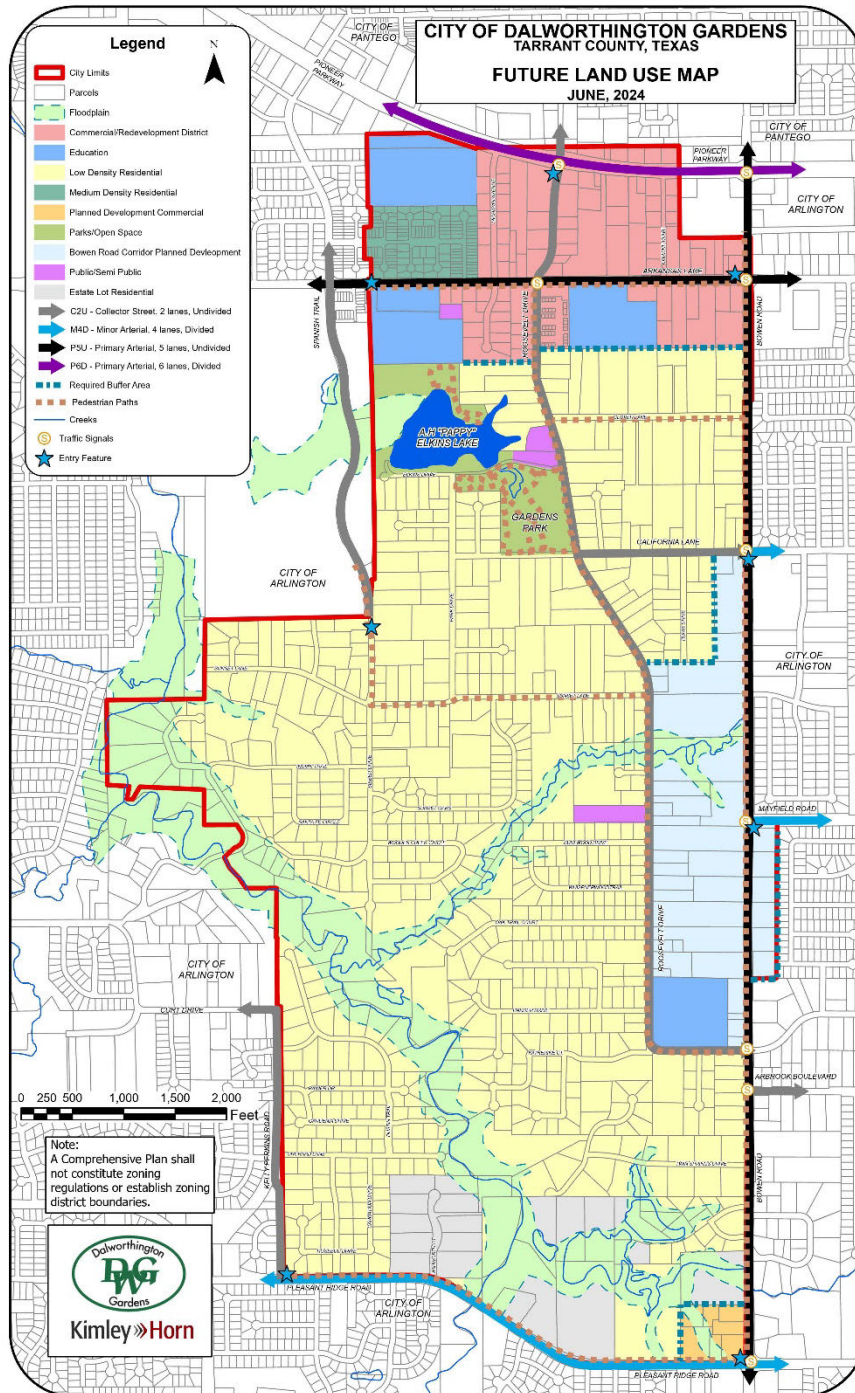 CITY OF DALWORTHINGTON GARDENS
TARRANT COUNTY, TEXAS
FUTURE LAND USE MAP
JUNE, 2024
Legend
N
City Limits
Parcels
Floodplain
Commercial/Redevelopment District
Education
Low Density Residential
Medium Density Residential
Planned Development Commercial
Parks/Open Space
Bowen Road Corridor Planned Devleopment
Public/Semi Public
Estate Lot Residential
C2U - Collector Street, 2 lanes, Undivided
M4D - Minor Arterial, 4 lanes, Divided
P5U - Primary Arterial, 5 lanes, Undivided
P6D - Primary Arterial, 6 lanes, Divided
Required Buffer Area
Pedestrian Paths
Creeks
S Traffic Signals
Entry Feature
CITY OF
PANTEGO
PIONEER
PARKWAY
CITY OF
PANTEGO
PIONEER
PARKWAY
CITY OF
ARLINGTON
ARKANSAS LANE
SPANISH TRAIL
ROOSEVELT DRIVE
BOWEN ROAD
A.H "PAPPY"
ELKINS LAKE
GARDENS
PARK
CALIFORNIA LANE
CITY OF
ARLINGTON
CITY OF
ARLINGTON
MAYFIELD ROAD
ROOSEVELT DRIVE
CITY OF
ARLINGTON
CURT DRIVE
ARBROOK BOULEVARD
BOWEN ROAD
KELLY PERKINS ROAD
0 250 500 1,000 1,500 2,000
Feet
Note:
A Comprehensive Plan shall
not constitute zoning
regulations or establish zoning
district boundaries.
Dalworthington
DWG
Gardens
Kimley»Horn
PLEASANT RIDGE ROAD
CITY OF
ARLINGTON
PLEASANT RIDGE ROAD